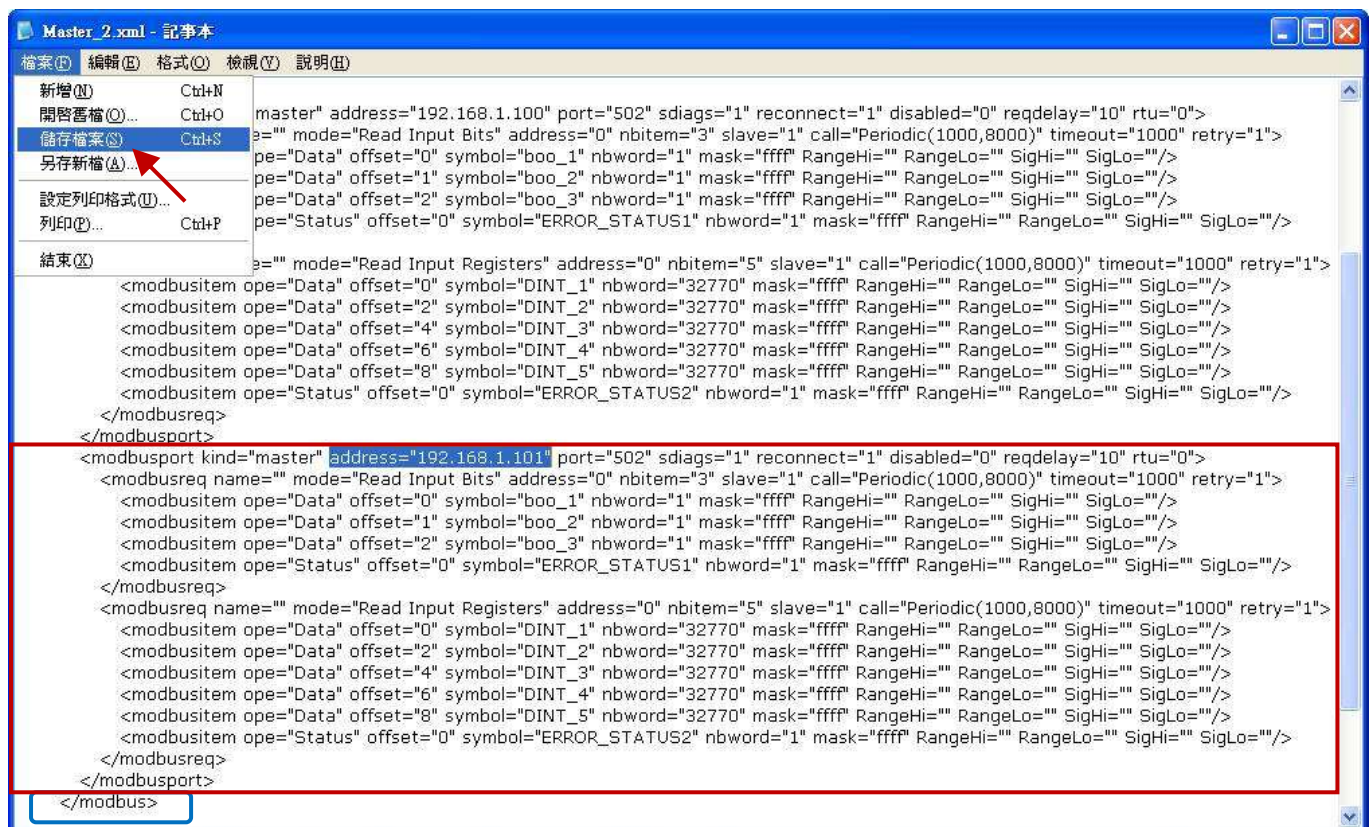 Master_2.xml - 記事本
檔案(F) 編輯(E) 格式(O) 檢視(V) 說明(H)
新增(N) Ctrl+N
開啓舊檔(O)... Ctrl+O
儲存檔案(S) Ctrl+S
另存新檔(A)...
設定列印格式(U)...
列印(P)... Ctrl+P
結束(X)
master" address="192.168.1.100" port="502" sdiags="1" reconnect="1" disabled="0" reqdelay="10" rtu="0">
e="" mode="Read Input Bits" address="0" nbitem="3" slave="1" call="Periodic(1000,8000)" timeout="1000" retry="1">
pe="Data" offset="0" symbol="boo_1" nbword="1" mask="ffff" RangeHi="" RangeLo="" SigHi="" SigLo=""/>
pe="Data" offset="1" symbol="boo_2" nbword="1" mask="ffff" RangeHi="" RangeLo="" SigHi="" SigLo=""/>
pe="Data" offset="2" symbol="boo_3" nbword="1" mask="ffff" RangeHi="" RangeLo="" SigHi="" SigLo=""/>
pe="Status" offset="0" symbol="ERROR_STATUS1" nbword="1" mask="ffff" RangeHi="" RangeLo="" SigHi="" SigLo=""/>
e="" mode="Read Input Registers" address="0" nbitem="5" slave="1" call="Periodic(1000,8000)" timeout="1000" retry="1">
<modbusitem ope="Data" offset="0" symbol="DINT_1" nbword="32770" mask="ffff" RangeHi="" RangeLo="" SigHi="" SigLo=""/>
<modbusitem ope="Data" offset="2" symbol="DINT_2" nbword="32770" mask="ffff" RangeHi="" RangeLo="" SigHi="" SigLo=""/>
<modbusitem ope="Data" offset="4" symbol="DINT_3" nbword="32770" mask="ffff" RangeHi="" RangeLo="" SigHi="" SigLo=""/>
<modbusitem ope="Data" offset="6" symbol="DINT_4" nbword="32770" mask="ffff" RangeHi="" RangeLo="" SigHi="" SigLo=""/>
<modbusitem ope="Data" offset="8" symbol="DINT_5" nbword="32770" mask="ffff" RangeHi="" RangeLo="" SigHi="" SigLo=""/>
<modbusitem ope="Status" offset="0" symbol="ERROR_STATUS2" nbword="1" mask="ffff" RangeHi="" RangeLo="" SigHi="" SigLo=""/>
</modbusreq>
</modbusport>
<modbusport kind="master" address="192.168.1.101" port="502" sdiags="1" reconnect="1" disabled="0" reqdelay="10" rtu="0">
<modbusreq name="" mode="Read Input Bits" address="0" nbitem="3" slave="1" call="Periodic(1000,8000)" timeout="1000" retry="1">
<modbusitem ope="Data" offset="0" symbol="boo_1" nbword="1" mask="ffff" RangeHi="" RangeLo="" SigHi="" SigLo=""/>
<modbusitem ope="Data" offset="1" symbol="boo_2" nbword="1" mask="ffff" RangeHi="" RangeLo="" SigHi="" SigLo=""/>
<modbusitem ope="Data" offset="2" symbol="boo_3" nbword="1" mask="ffff" RangeHi="" RangeLo="" SigHi="" SigLo=""/>
<modbusitem ope="Status" offset="0" symbol="ERROR_STATUS1" nbword="1" mask="ffff" RangeHi="" RangeLo="" SigHi="" SigLo=""/>
</modbusreq>
<modbusreq name="" mode="Read Input Registers" address="0" nbitem="5" slave="1" call="Periodic(1000,8000)" timeout="1000" retry="1">
<modbusitem ope="Data" offset="0" symbol="DINT_1" nbword="32770" mask="ffff" RangeHi="" RangeLo="" SigHi="" SigLo=""/>
<modbusitem ope="Data" offset="2" symbol="DINT_2" nbword="32770" mask="ffff" RangeHi="" RangeLo="" SigHi="" SigLo=""/>
<modbusitem ope="Data" offset="4" symbol="DINT_3" nbword="32770" mask="ffff" RangeHi="" RangeLo="" SigHi="" SigLo=""/>
<modbusitem ope="Data" offset="6" symbol="DINT_4" nbword="32770" mask="ffff" RangeHi="" RangeLo="" SigHi="" SigLo=""/>
<modbusitem ope="Data" offset="8" symbol="DINT_5" nbword="32770" mask="ffff" RangeHi="" RangeLo="" SigHi="" SigLo=""/>
<modbusitem ope="Status" offset="0" symbol="ERROR_STATUS2" nbword="1" mask="ffff" RangeHi="" RangeLo="" SigHi="" SigLo=""/>
</modbusreq>
</modbusport>
</modbus>